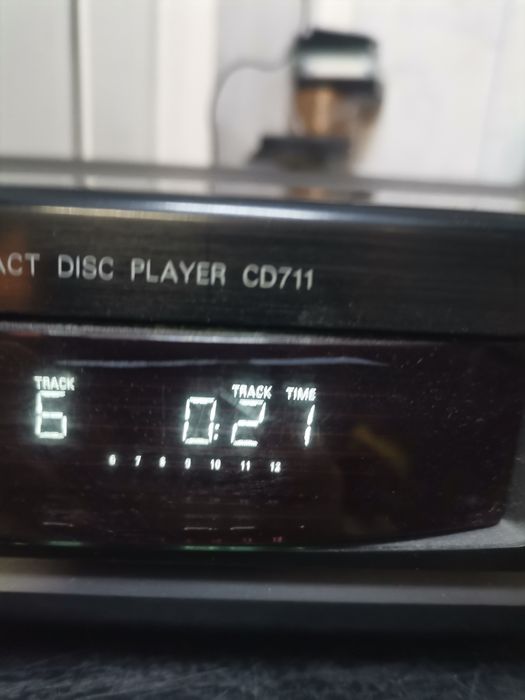 ACT DISC PLAYER CD711
TRACK TRACK TIME
6 0:21
6 7 8 9 10 11 12